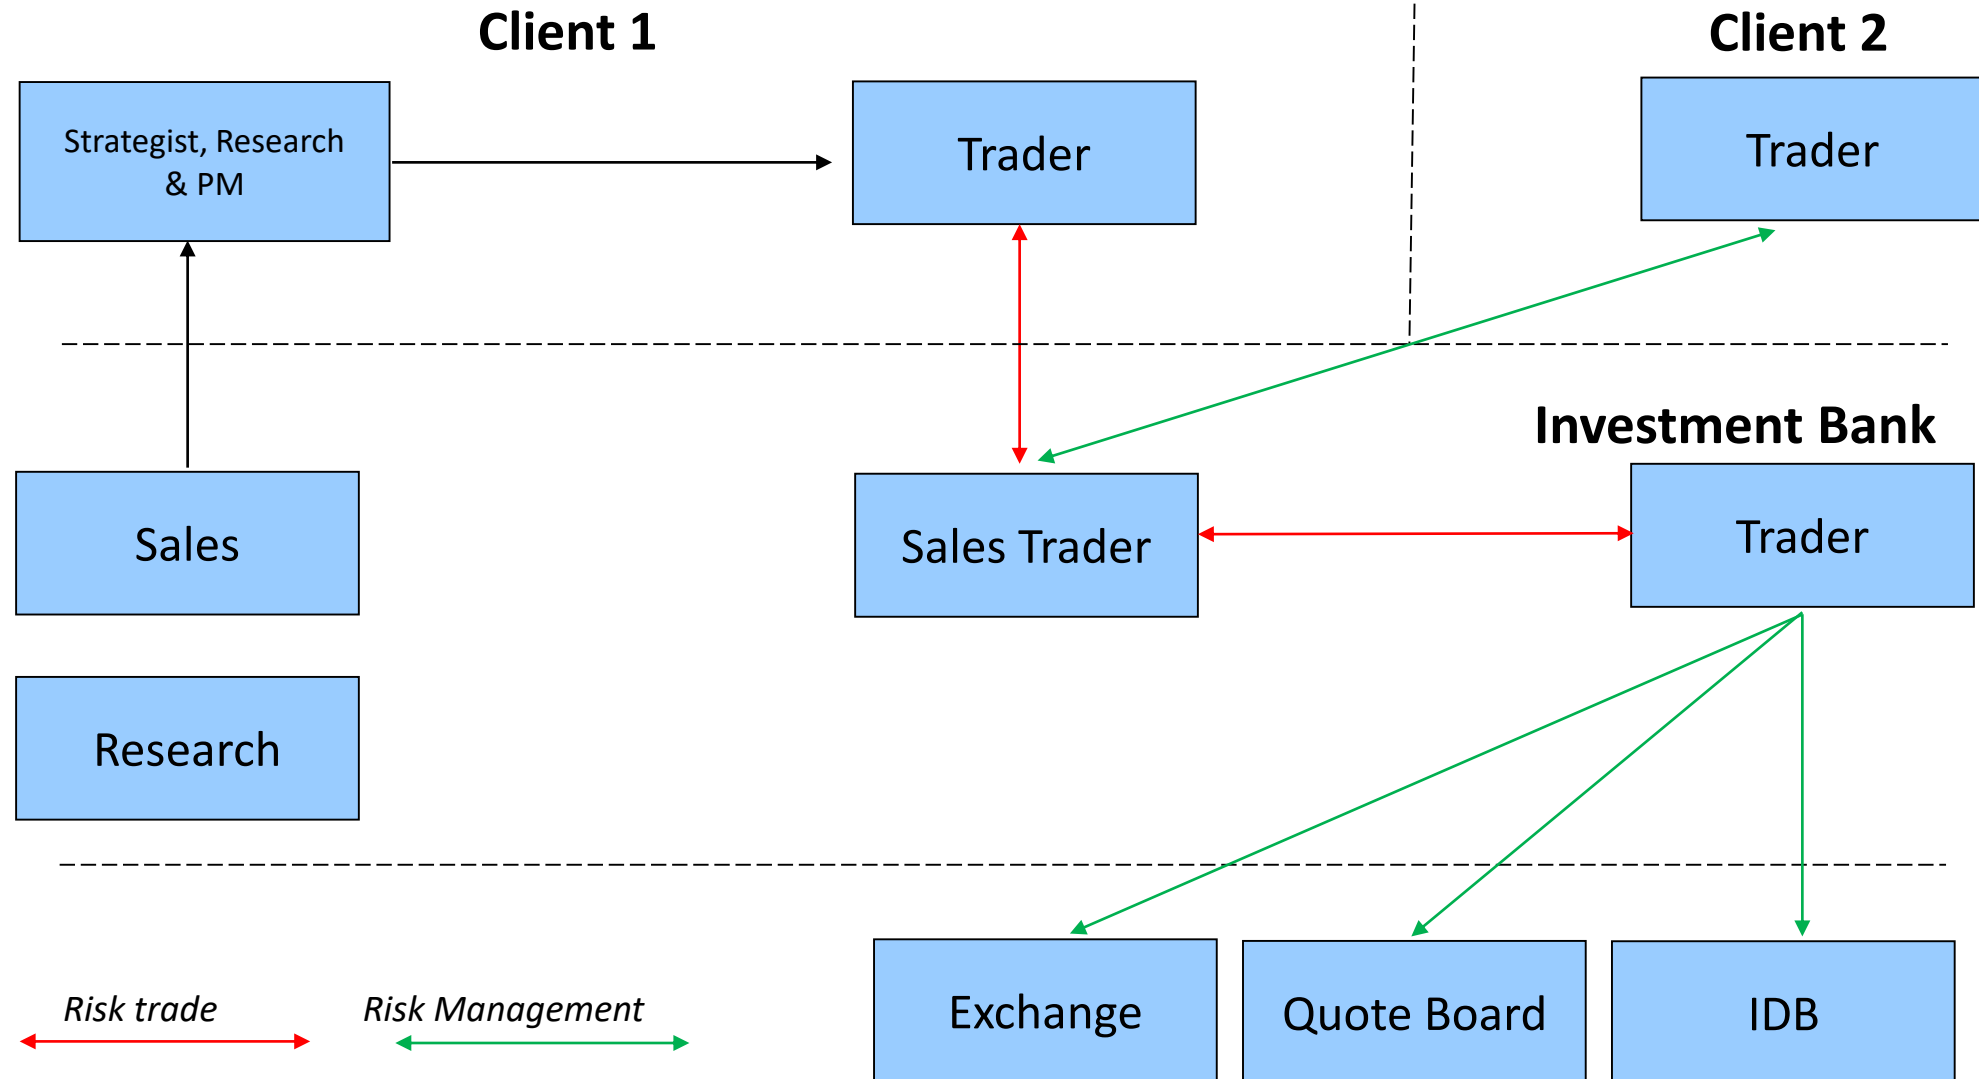 Client 1
Client 2
Strategist, Research
& PM
Trader
Trader
Investment Bank
Sales
Sales Trader
Trader
Research
Risk trade
Risk Management
Exchange
Quote Board
IDB